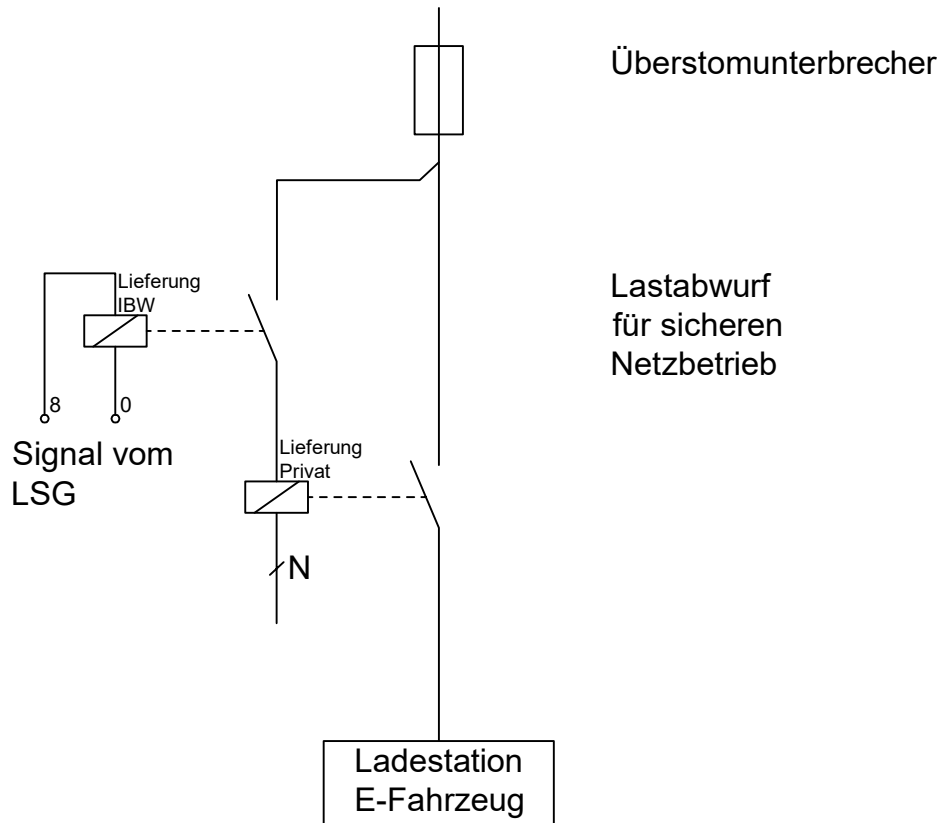 Überstomunterbrecher
Lieferung
IBW
Lastabwurf
für sicheren
Netzbetrieb
8
0
Signal vom
LSG
Lieferung
Privat
N
Ladestation
E-Fahrzeug